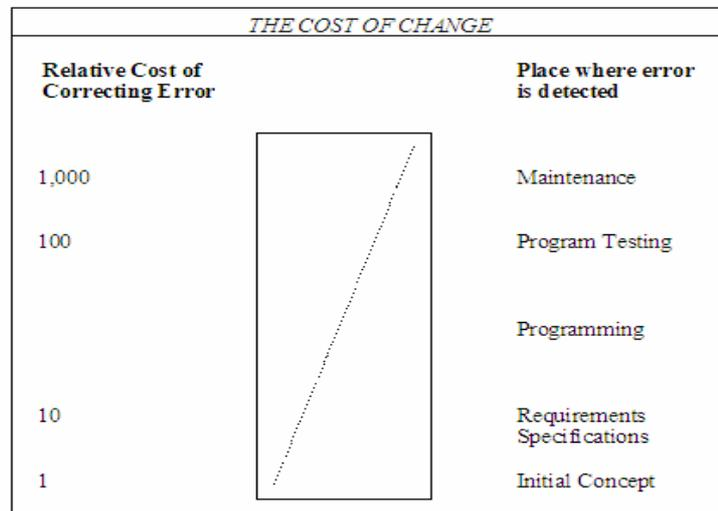 THE COST OF CHANGE
Relative Cost of
Correcting Error
Place where error
is detected
1,000
Maintenance
100
Program Testing
Programming
10
Requirements
Specifications
1
Initial Concept